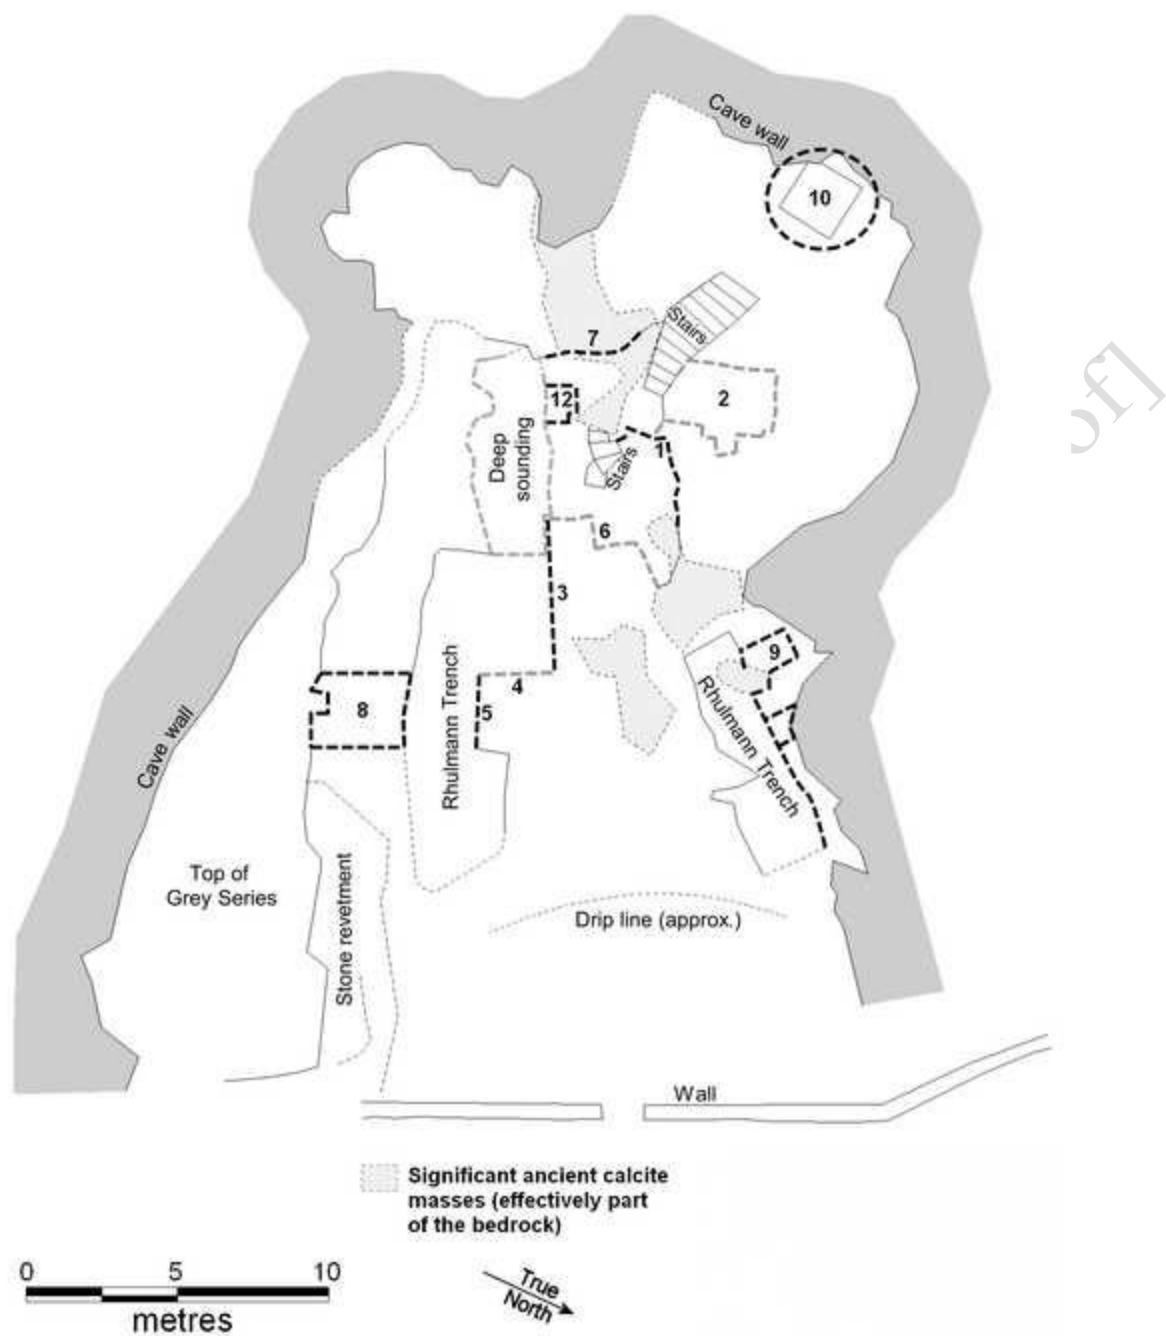 Cave wall
10
Stairs
7
2
12
Deep
sounding
1
Stairs
6
3
9
4
8
5
Rhulmann Trench
Rhulmann Trench
Cave wall
Top of
Grey Series
Stone revetment
Drip line (approx.)
Wall
Significant ancient calcite
masses (effectively part
of the bedrock)
0 5 10
metres
True
North
of]